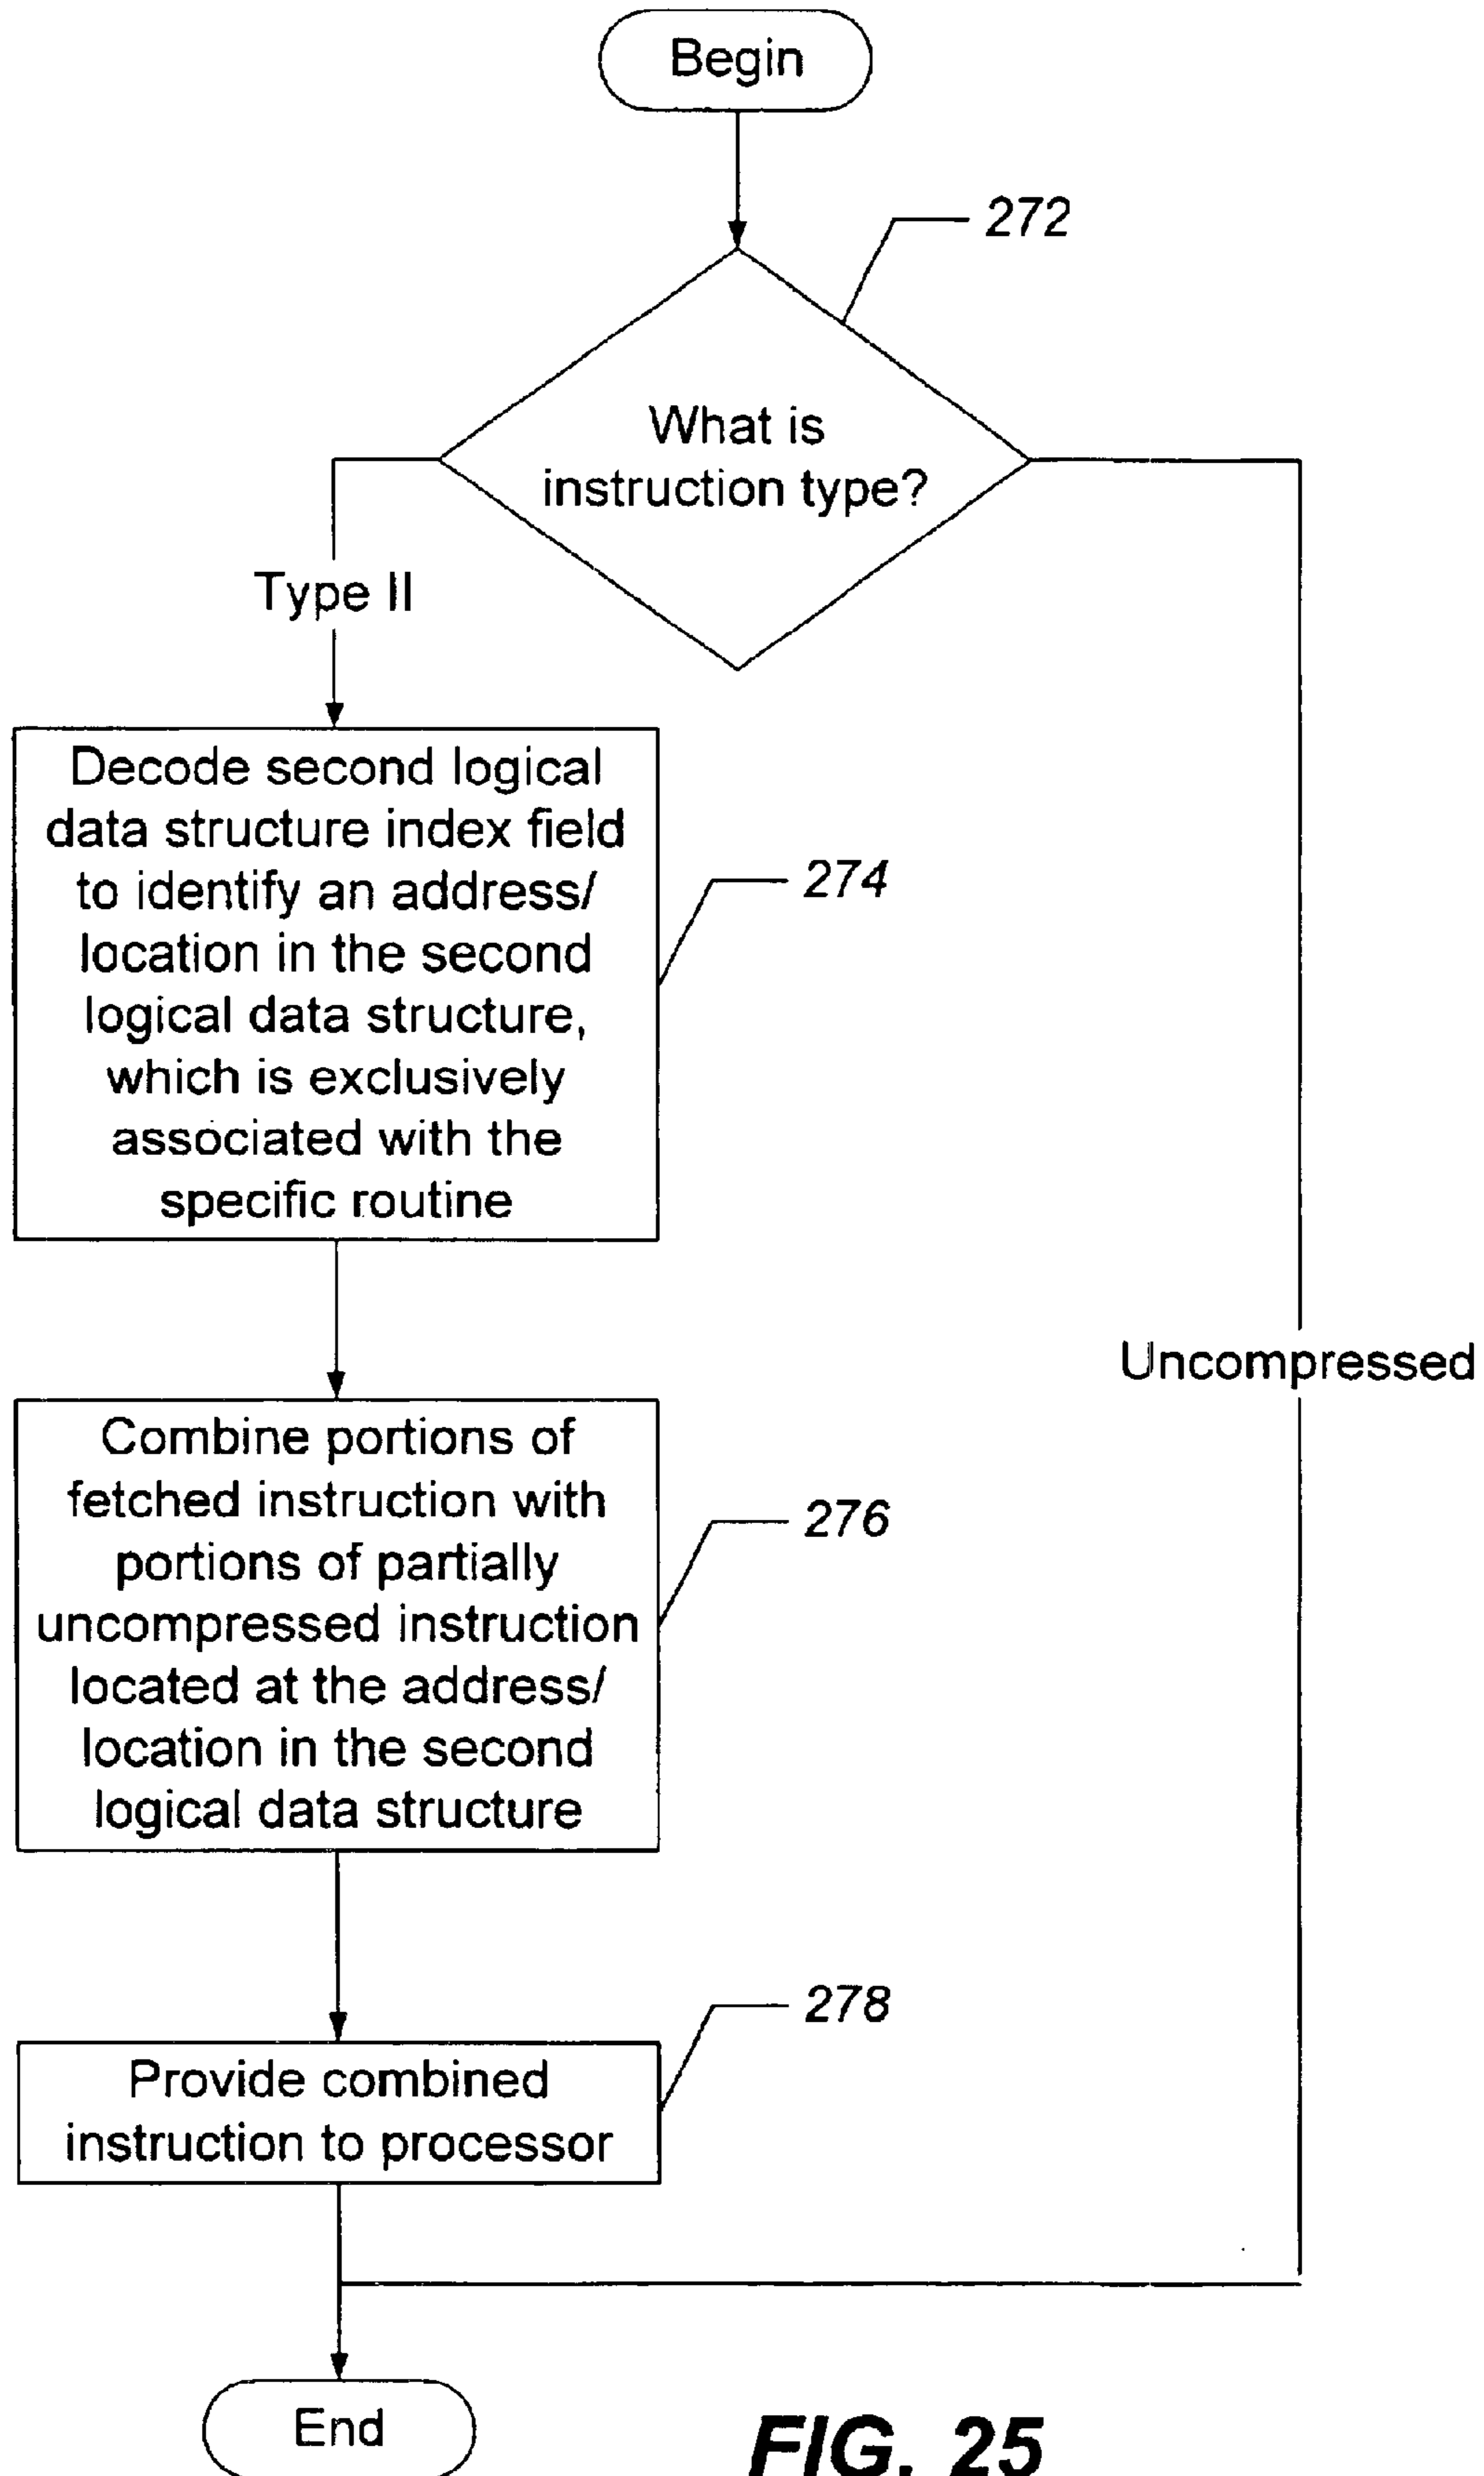 Begin
272
What is
instruction type?
Type II
Decode second logical
data structure index field
to identify an address/
location in the second
logical data structure,
which is exclusively
associated with the
specific routine
274
Uncompressed
Combine portions of
fetched instruction with
portions of partially
uncompressed instruction
located at the address/
location in the second
logical data structure
276
278
Provide combined
instruction to processor
End
FIG. 25